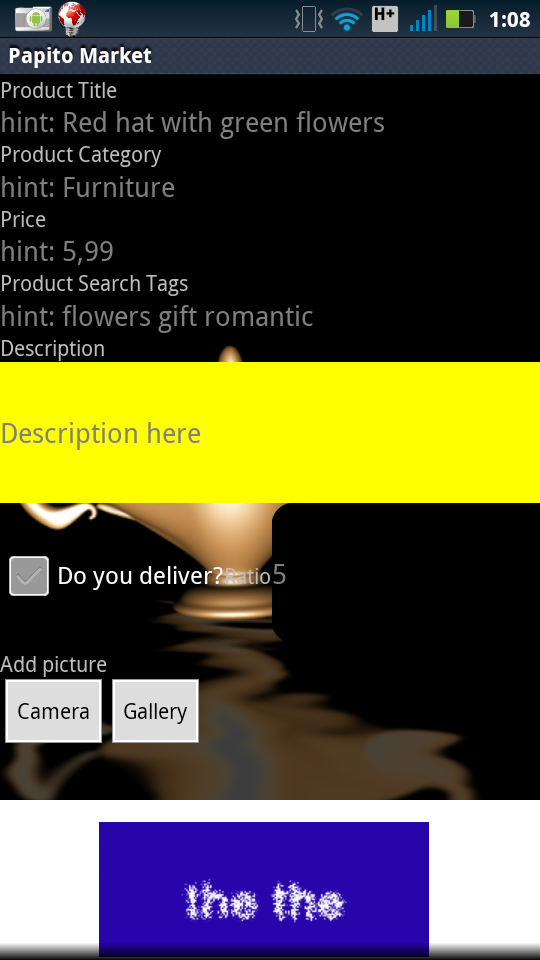 H+ 1:08
Papito Market
Product Title
hint: Red hat with green flowers
Product Category
hint: Furniture
Price
hint: 5,99
Product Search Tags
hint: flowers gift romantic
Description
Description here
Do you deliver? Ratio 5
Add picture
Camera Gallery
the the